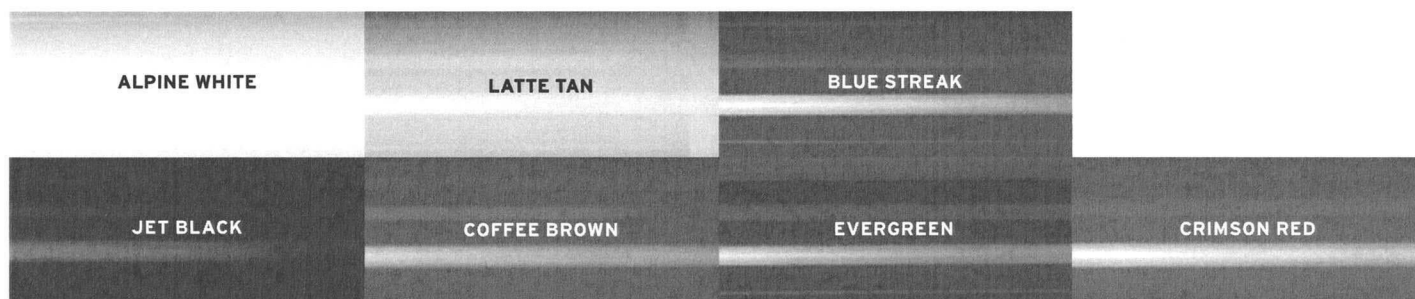 ALPINE WHITE
LATTE TAN
BLUE STREAK
JET BLACK
COFFEE BROWN
EVERGREEN
CRIMSON RED